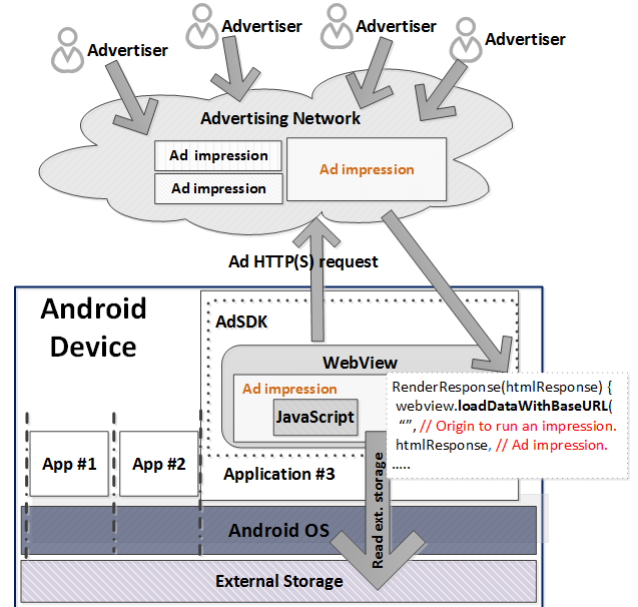 Advertiser
Advertiser
Advertiser
Advertiser
Advertising Network
Ad impression
Ad impression
Ad impression
Ad HTTP(S) request
Android
Device
AdSDK
WebView
Ad impression
JavaScript
RenderResponse(htmlResponse) {
webview.loadDataWithBaseURL(
“”, // Origin to run an impression.
htmlResponse, // Ad impression.
.....
App #1
App #2
Application #3
Read ext. storage
Android OS
External Storage